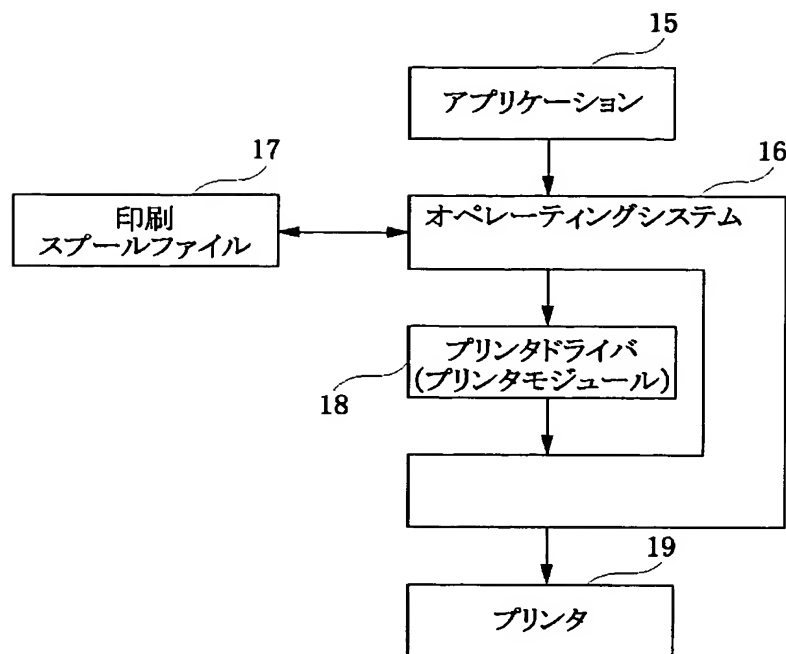 15
アプリケーション
17
16
印刷
スプールファイル
オペレーティングシステム
プリンタドライバ
(プリンタモジュール)
18
19
プリンタ